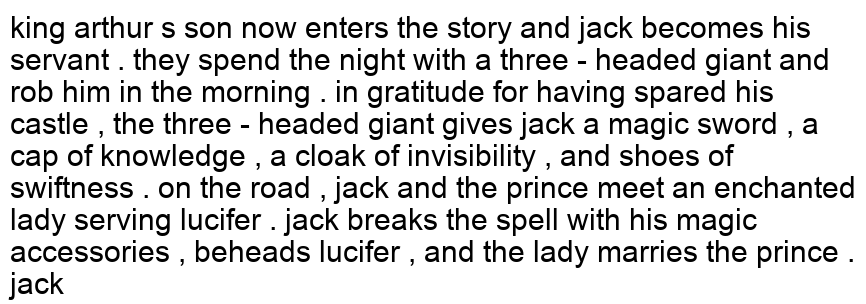 king arthur s son now enters the story and jack becomes his
servant . they spend the night with a three - headed giant and
rob him in the morning . in gratitude for having spared his
castle , the three - headed giant gives jack a magic sword , a
cap of knowledge , a cloak of invisibility , and shoes of
swiftness . on the road , jack and the prince meet an enchanted
lady serving lucifer . jack breaks the spell with his magic
accessories , beheads lucifer , and the lady marries the prince .
jack